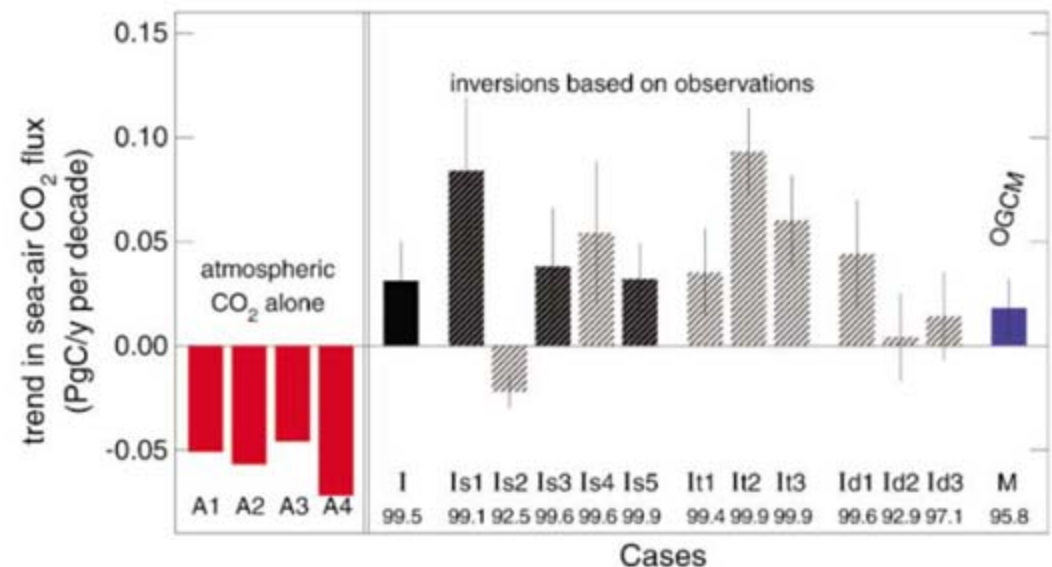 trend in sea-air CO2 flux
(PgC/y per decade)
0.15
0.10
0.05
0.00
-0.05
inversions based on observations
atmospheric
CO2 alone
OGCM
A1 A2 A3 A4
I Is1 Is2 Is3 Is4 Is5 It1 It2 It3 Id1 Id2 Id3 M
99.5 99.1 92.5 99.6 99.6 99.9 99.4 99.9 99.9 99.6 92.9 97.1 95.8
Cases